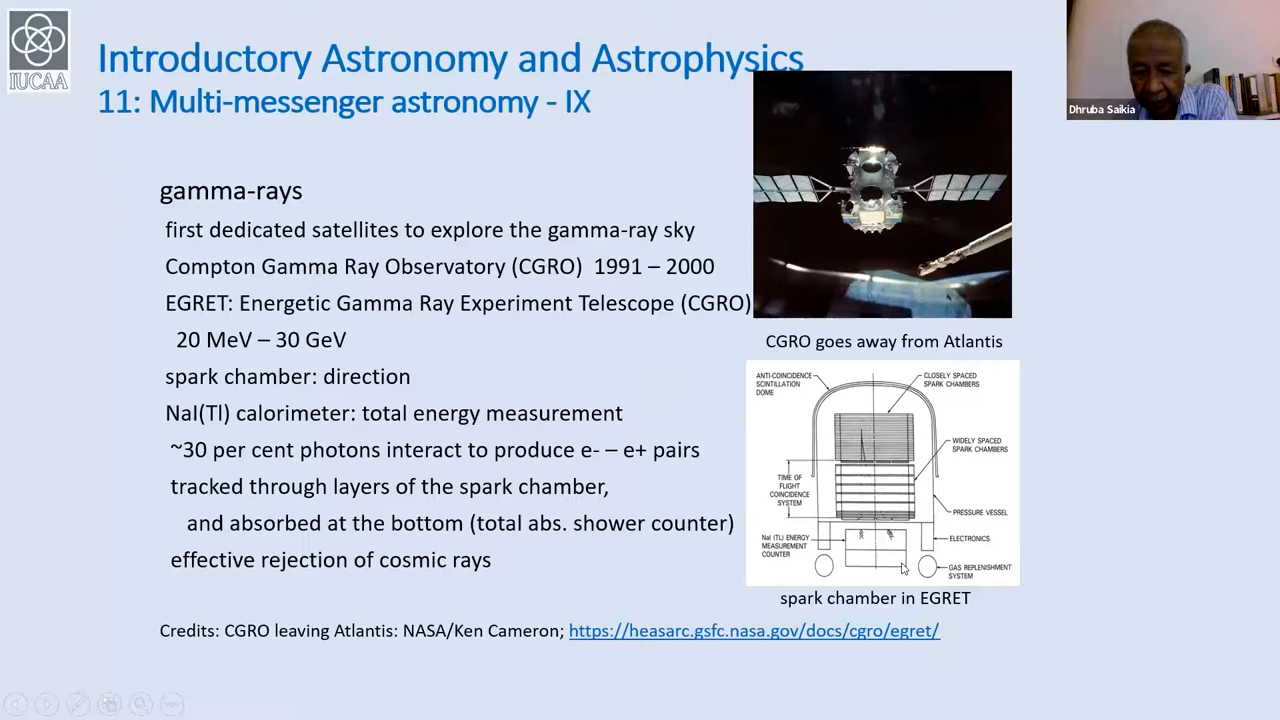 IUCAA
Introductory Astronomy and Astrophysics
11: Multi-messenger astronomy - IX
Dhruba Saikia
gamma-rays
first dedicated satellites to explore the gamma-ray sky
Compton Gamma Ray Observatory (CGRO)  1991 – 2000
EGRET: Energetic Gamma Ray Experiment Telescope (CGRO)
20 MeV – 30 GeV
spark chamber: direction
NaI(Tl) calorimeter: total energy measurement
~30 per cent photons interact to produce e- – e+ pairs
tracked through layers of the spark chamber,
and absorbed at the bottom (total abs. shower counter)
effective rejection of cosmic rays
CGRO goes away from Atlantis
ANTI-COINCIDENCE
SCINTILLATION
DOME
CLOSELY SPACED
SPARK CHAMBERS
WIDELY SPACED
SPARK CHAMBERS
TIME OF
FLIGHT
COINCIDENCE
SYSTEM
PRESSURE VESSEL
NaI (TL) ENERGY
MEASUREMENT
COUNTER
ELECTRONICS
GAS REPLENISHMENT
SYSTEM
spark chamber in EGRET
Credits: CGRO leaving Atlantis: NASA/Ken Cameron; https://heasarc.gsfc.nasa.gov/docs/cgro/egret/